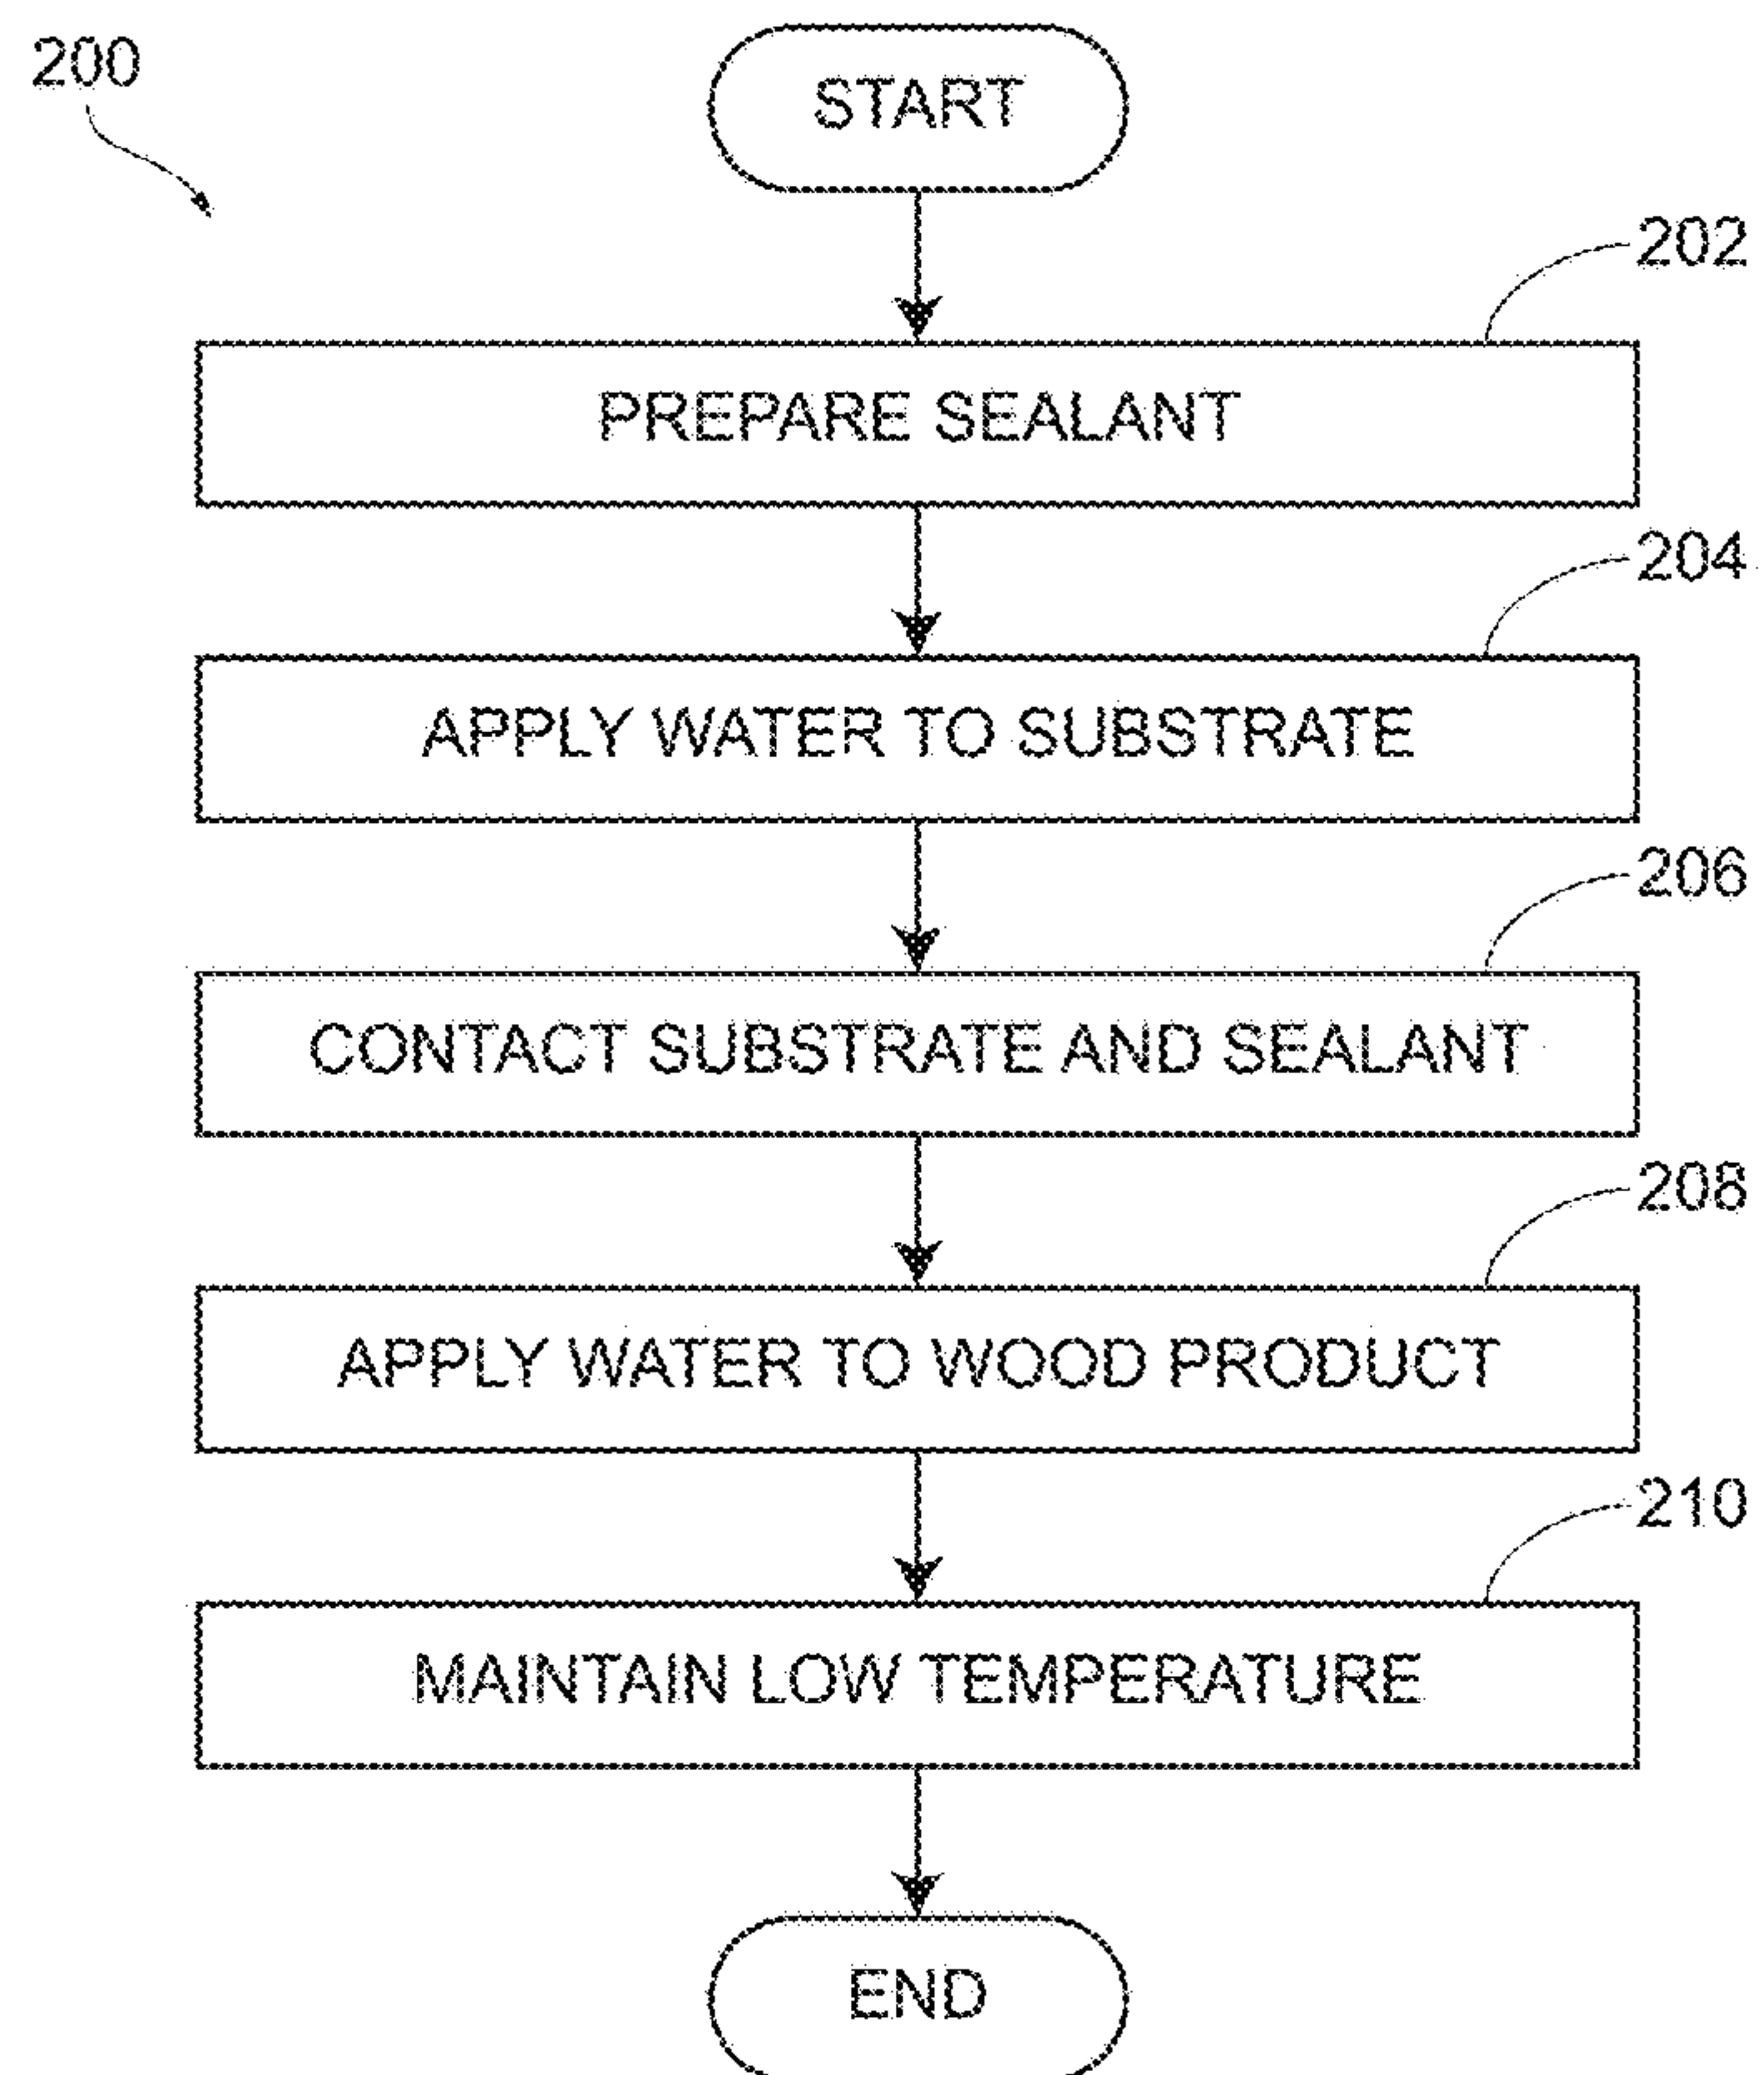 200
START
202
PREPARE SEALANT
204
APPLY WATER TO SUBSTRATE
206
CONTACT SUBSTRATE AND SEALANT
208
APPLY WATER TO WOOD PRODUCT
210
MAINTAIN LOW TEMPERATURE
END